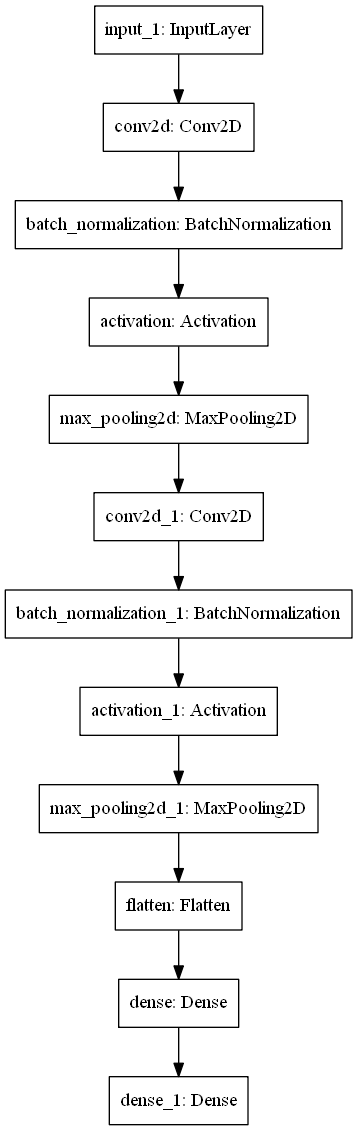 input_1: InputLayer
conv2d: Conv2D
batch_normalization: BatchNormalization
activation: Activation
max_pooling2d: MaxPooling2D
conv2d_1: Conv2D
batch_normalization_1: BatchNormalization
activation_1: Activation
max_pooling2d_1: MaxPooling2D
flatten: Flatten
dense: Dense
dense_1: Dense